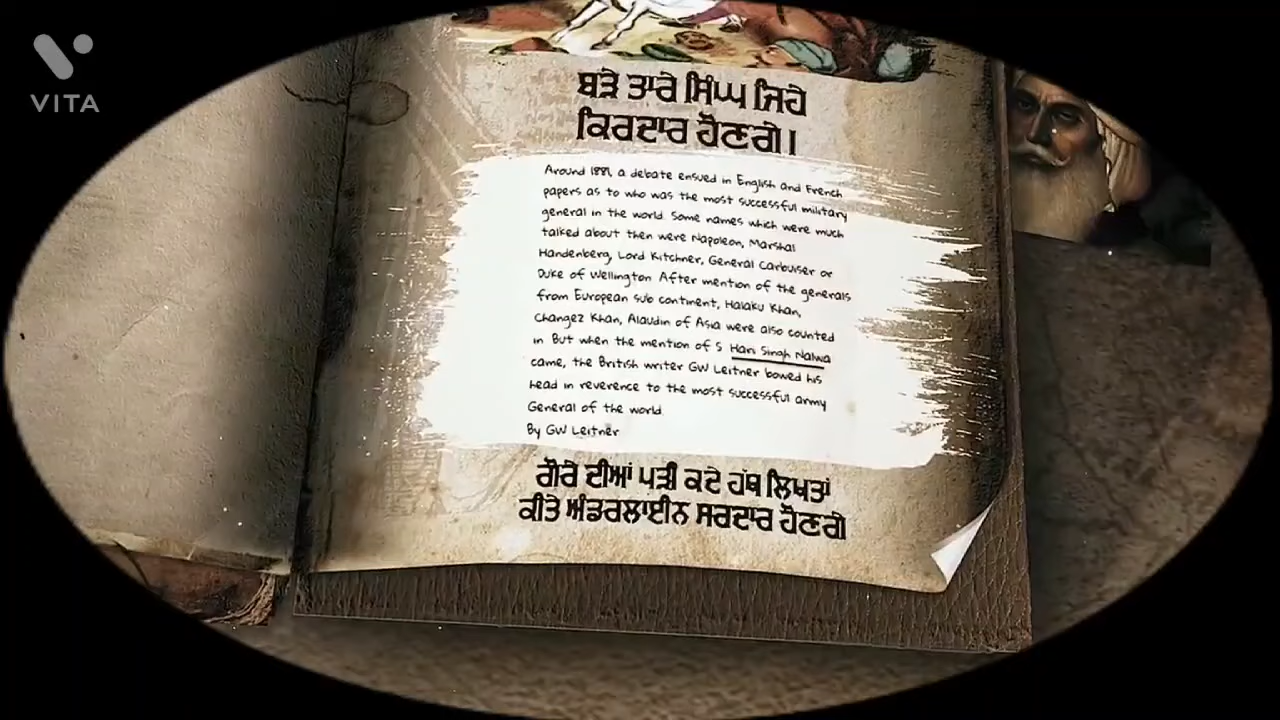 VITA
ਬੜੇ ਤਾਰੇ ਸਿੰਘ ਜਿਹੇ
ਕਿਰਦਾਰ ਹੋਣਗੇ।
Around 1881, a debate ensued in English and French
papers as to who was the most successful military
general in the world. Some names which were much
talked about then were Napoleon, Marshal
Handenberg, Lord Kitchner, General Carbuiser or
Duke of Wellington After mention of the generals
from European sub continent, Halaku Khan,
Changez Khan, Alaudin of Asia were also counted
in But when the mention of S Hari Singh Nalwa
came, the British writer GW Leitner bowed his
head in reverence to the most successful army
General of the world.
By GW Leitner
ਗੋਰੇ ਦੀਆਂ ਪੜੀ ਕਦੇ ਹੱਥ ਲਿਖਤਾਂ
ਕੀਤੇ ਅੰਡਰਲਾਈਨ ਸਰਦਾਰ ਹੋਣਗੇ